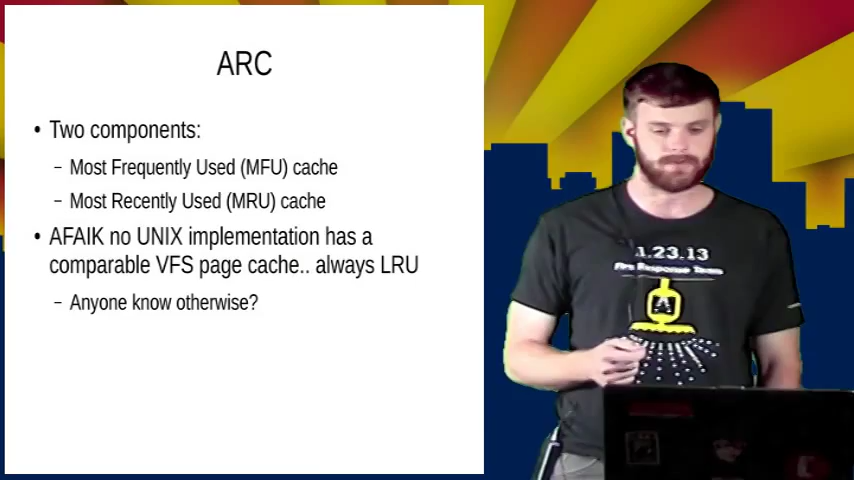 ARC
• Two components:
– Most Frequently Used (MFU) cache
– Most Recently Used (MRU) cache
• AFAIK no UNIX implementation has a
comparable VFS page cache.. always LRU
– Anyone know otherwise?
1.23.13
Response Team